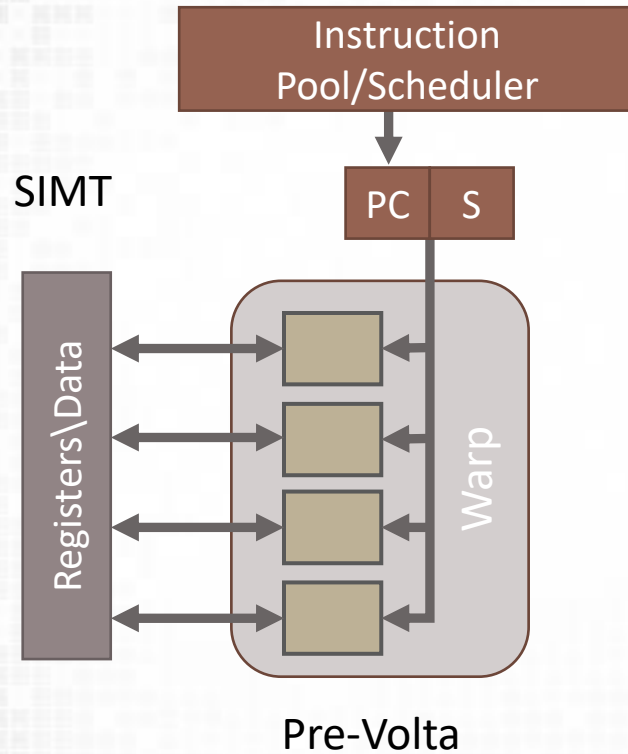 Instruction
Pool/Scheduler
SIMT
PC
S
Registers\Data
Warp
Pre-Volta